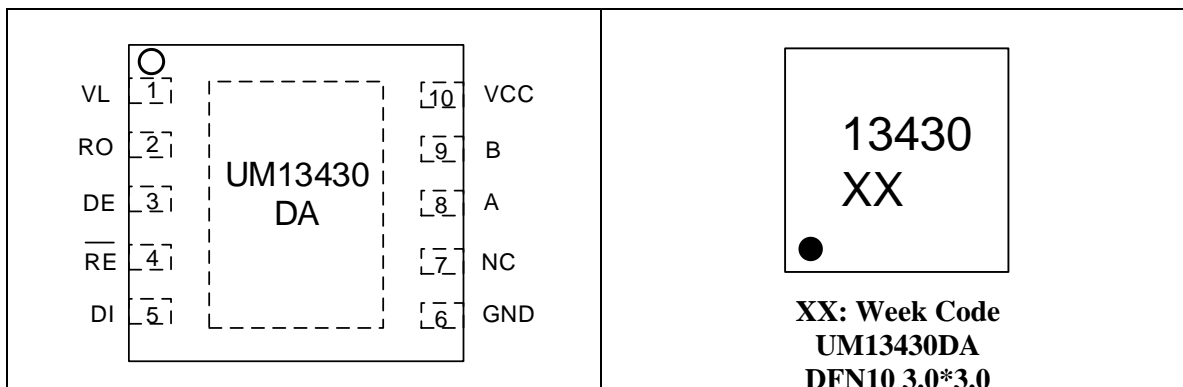 VL 1 10 VCC
RO 2 9 B
UM13430
DA
DE 3 8 A
RE 4 7 NC
DI 5 6 GND
13430
XX
XX: Week Code
UM13430DA
DFN10 3.0*3.0